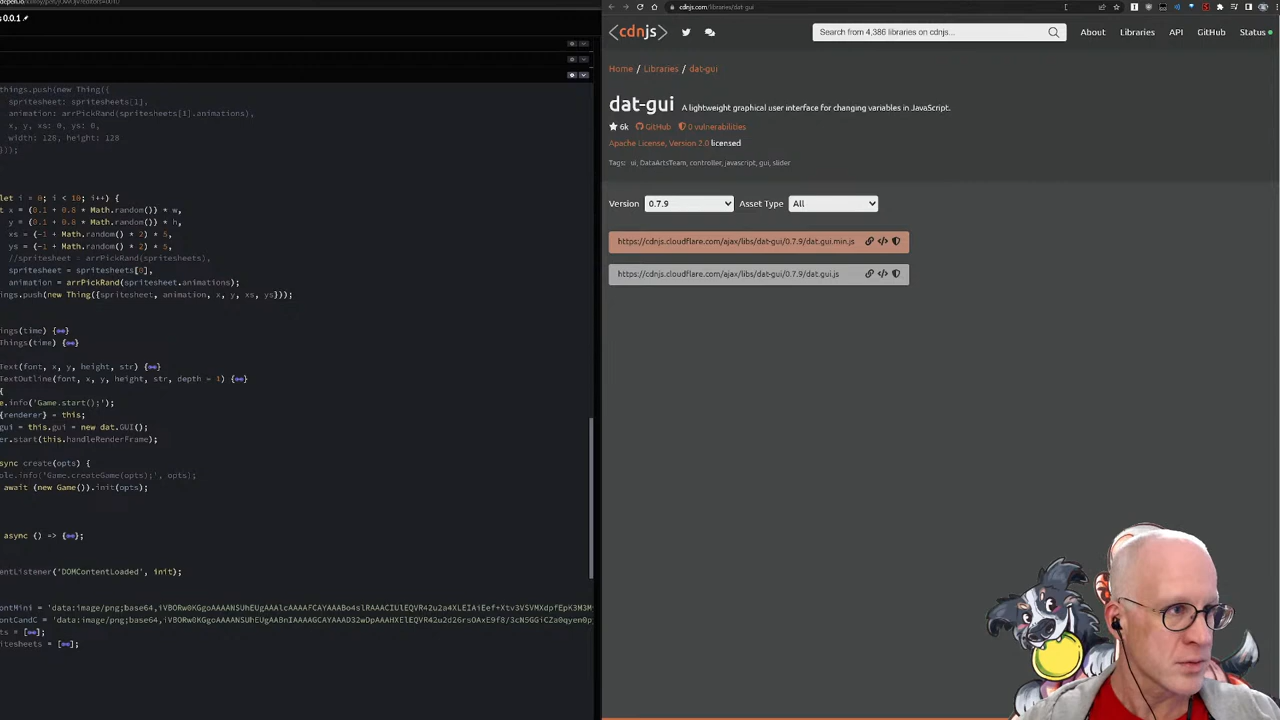 s 0.0.1
things.push(new Thing({
spritesheet: spritesheets[1],
animation: arrPickRand(spritesheets[1].animations),
x, y, xs: 0, ys: 0,
width: 128, height: 128
}));
let i = 0; i < 10; i++) {
t x = (0.1 + 0.8 * Math.random()) * w,
y = (0.1 + 0.8 * Math.random()) * h,
xs = (-1 + Math.random() * 2) * 5,
ys = (-1 + Math.random() * 2) * 5,
//spritesheet = arrPickRand(spritesheets),
spritesheet = spritesheets[0],
animation = arrPickRand(spritesheet.animations);
ngs.push(new Thing({spritesheet, animation, x, y, xs, ys}));
ings(time) {
Things(time) {
Text(font, x, y, height, str) {
TextOutline(font, x, y, height, str, depth = 1) {
{
e.info('Game.start();');
{renderer} = this;
gui = this.gui = new dat.GUI();
er.start(this.handleRenderFrame);
sync create(opts) {
ole.info('Game.createGame(opts);', opts);
await (new Game()).init(opts);
async () => {};
entListener('DOMContentLoaded', init);
ontMini = 'data:image/png;base64,
ontCandC = 'data:image/png;base64,
ts = [];
itesheets = [];
cdnjs.com/libraries/dat-gui
<cdnjs>
Search from 4,386 libraries on cdnjs...
About
Libraries
API
GitHub
Status
Home / Libraries / dat-gui
dat-gui A lightweight graphical user interface for changing variables in JavaScript.
6k GitHub 0 vulnerabilities
Apache License, Version 2.0 licensed
Tags: ui, DataArtsTeam, controller, javascript, gui, slider
Version 0.7.9 Asset Type All
https://cdnjs.cloudflare.com/ajax/libs/dat-gui/0.7.9/dat.gui.min.js
https://cdnjs.cloudflare.com/ajax/libs/dat-gui/0.7.9/dat.gui.js